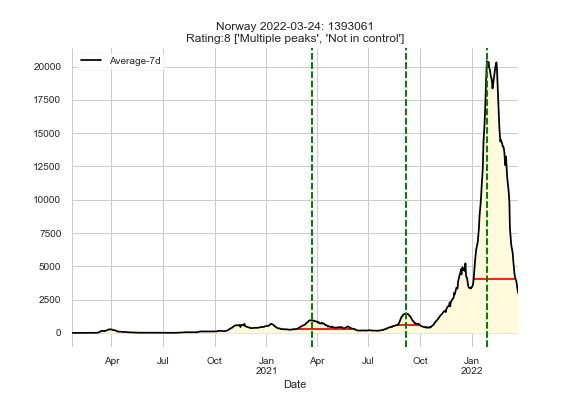 Norway 2022-03-24: 1393061
Rating:8 ['Multiple peaks', 'Not in control']
Average-7d
20000
17500
15000
12500
10000
7500
5000
2500
0
Apr Jul Oct Jan Apr Jul Oct Jan
2021 2022
Date